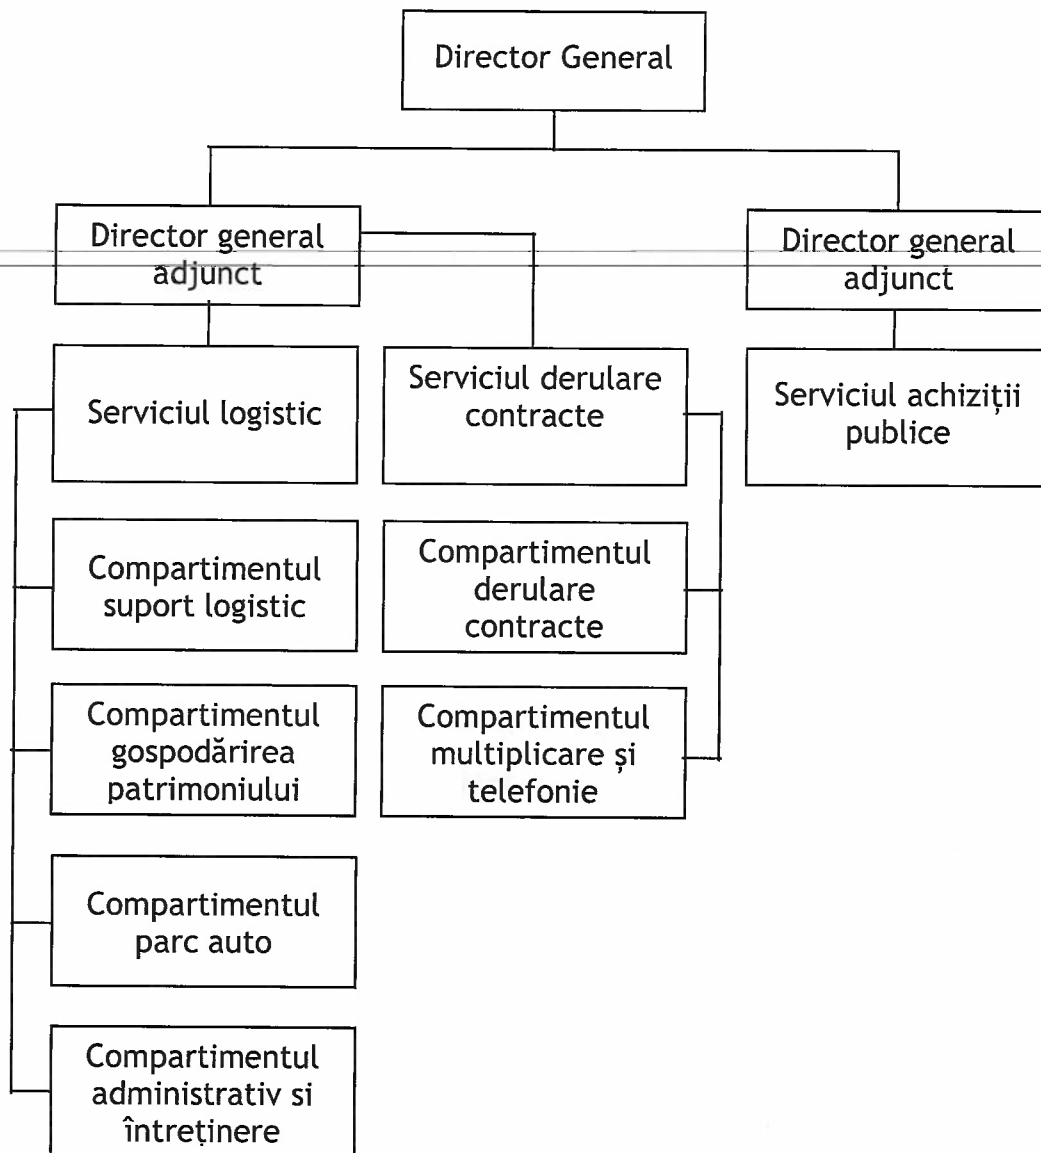 Director General
Director general
adjunct
Director general
adjunct
Serviciul logistic
Serviciul derulare
contracte
Serviciul achiziții
publice
Compartimentul
suport logistic
Compartimentul
derulare
contracte
Compartimentul
gospodărirea
patrimoniului
Compartimentul
multiplicare și
telefonie
Compartimentul
parc auto
Compartimentul
administrativ si
întreținere